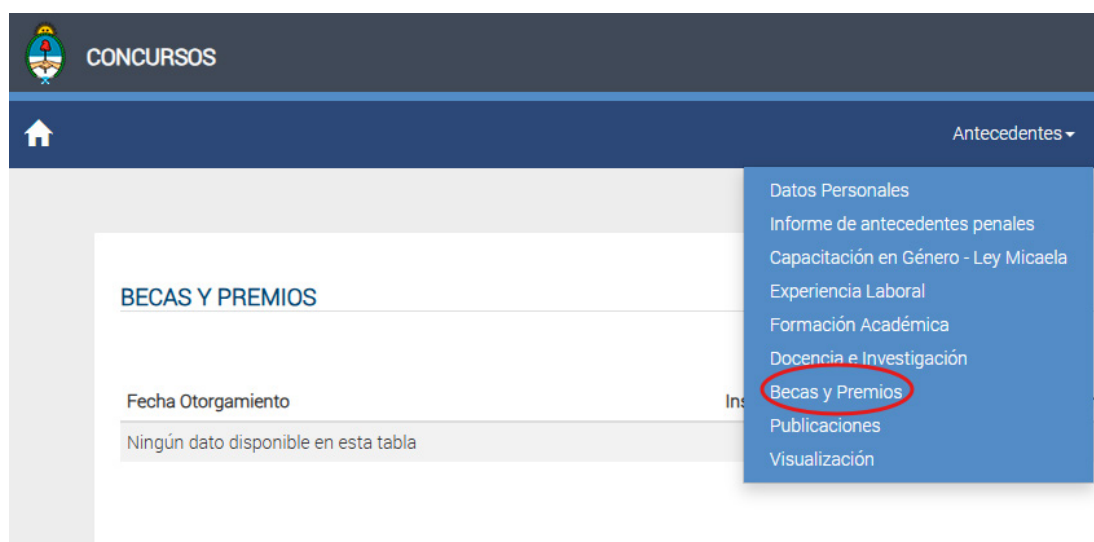 CONCURSOS
Antecedentes
Datos Personales
Informe de antecedentes penales
Capacitación en Género - Ley Micaela
Experiencia Laboral
Formación Académica
Docencia e Investigación
Becas y Premios
Publicaciones
Visualización
BECAS Y PREMIOS
Fecha Otorgamiento
Ningún dato disponible en esta tabla